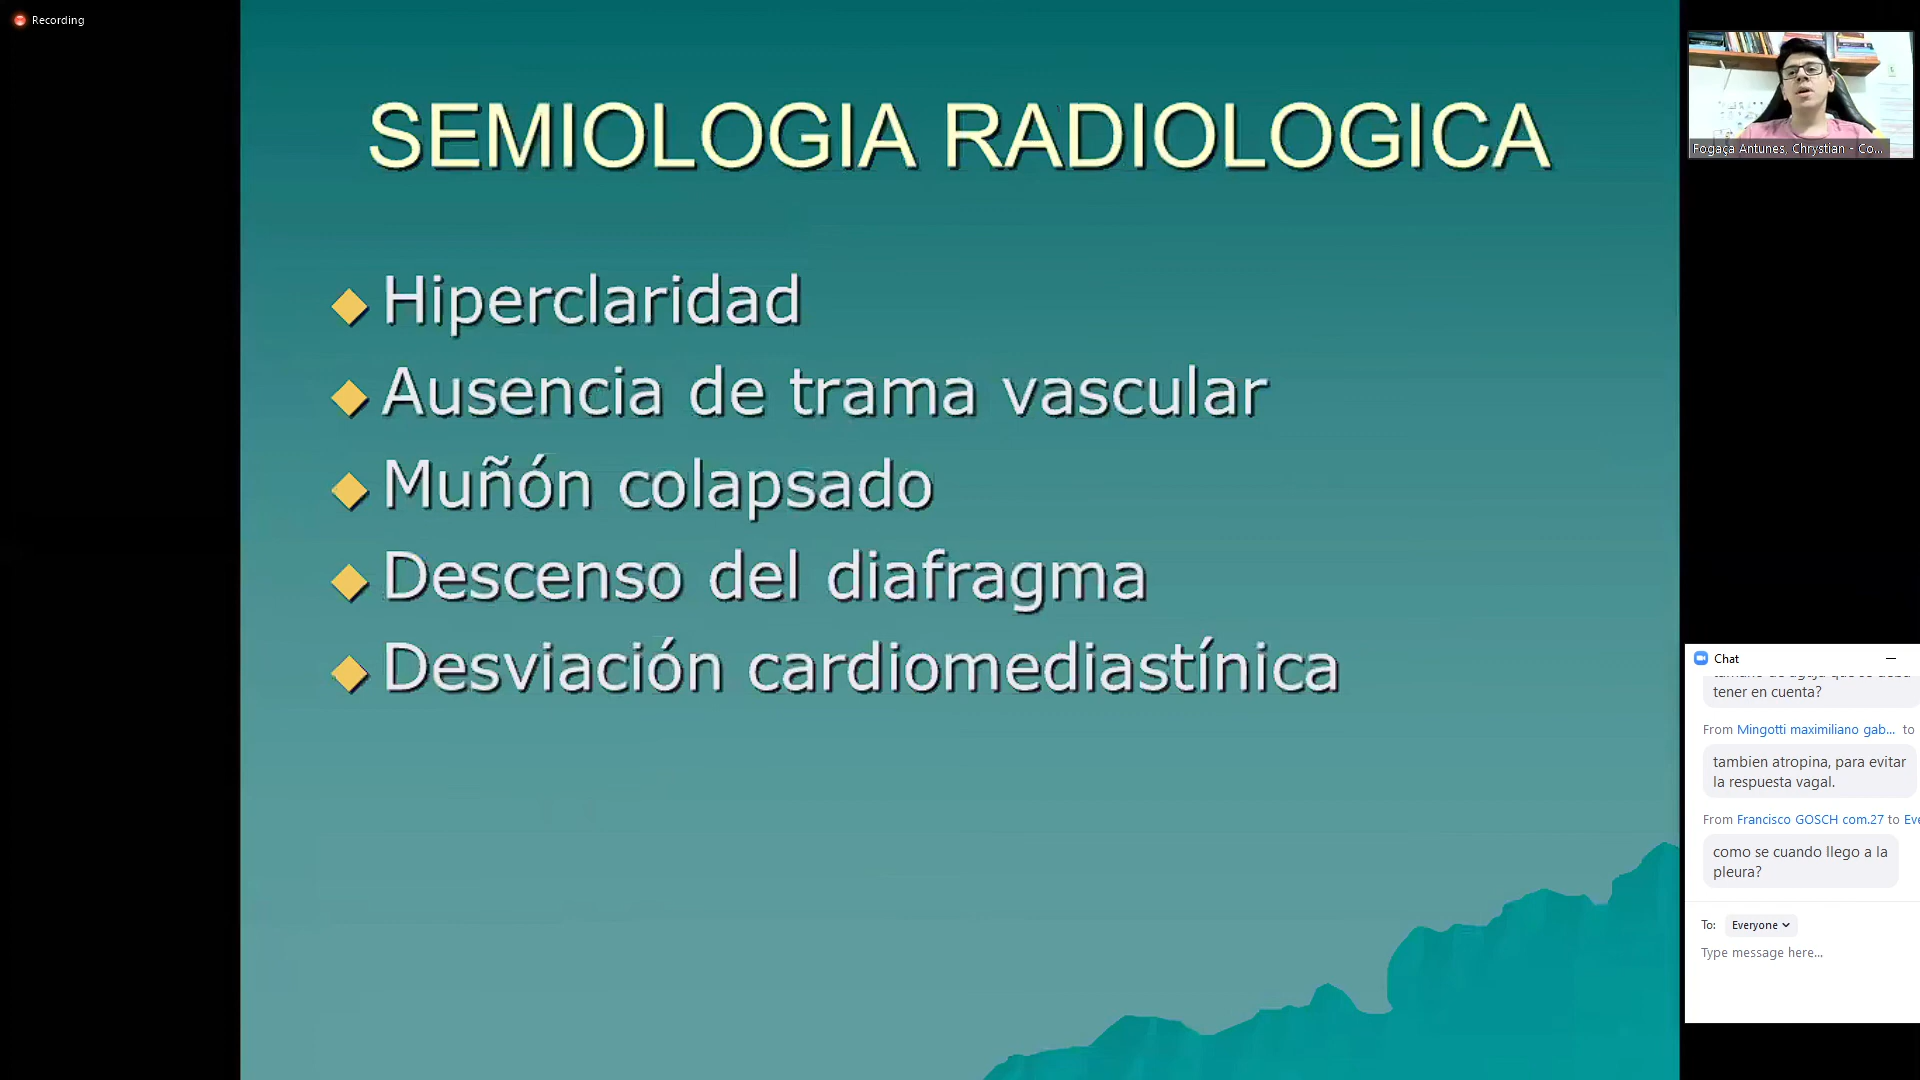 Recording
SEMIOLOGIA RADIOLOGICA
Hiperclaridad
Ausencia de trama vascular
Muñón colapsado
Descenso del diafragma
Desviación cardiomediastínica
Fogaça Antunes, Chrystian - Co...
Chat
tener en cuenta?
From Mingotti maximiliano gab... to
tambien atropina, para evitar
la respuesta vagal.
From Francisco GOSCH com.27 to Eve
como se cuando llego a la
pleura?
To: Everyone
Type message here...